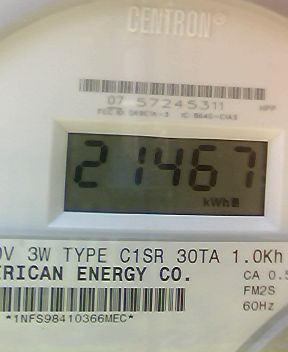 CENTRON®
07 57245311
21467
kWh
0V 3W TYPE C1SR 30TA 1.0Kh
ERICAN ENERGY CO.
CA 0.5
FM2S
60Hz
*1NFS98410366MEC*